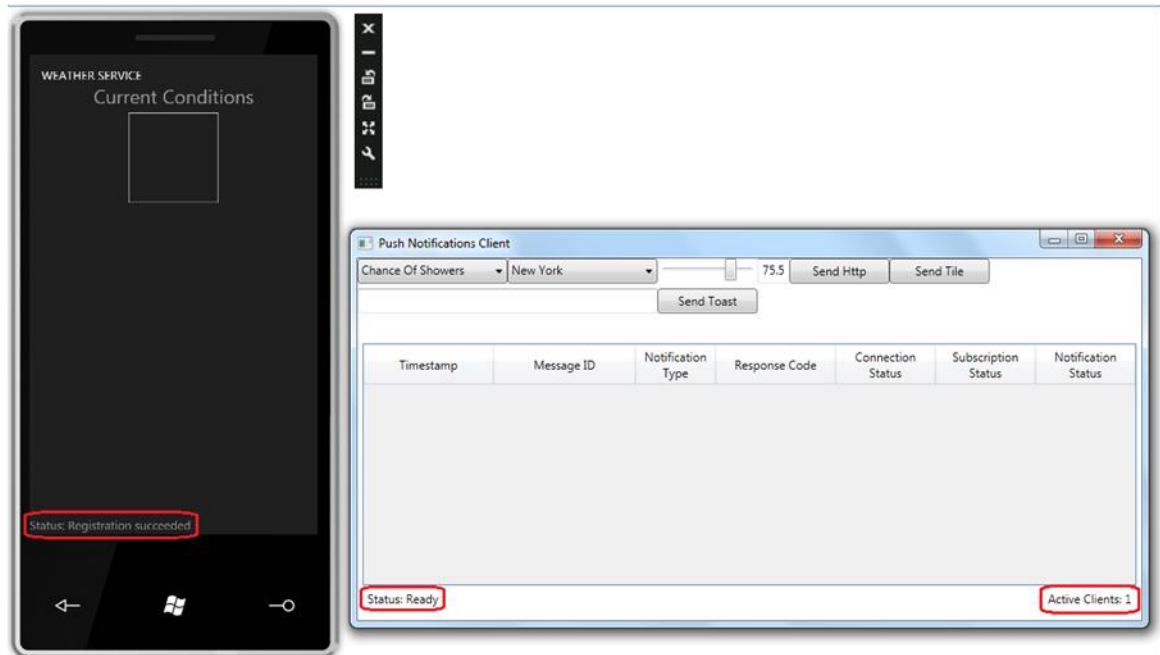 WEATHER SERVICE
Current Conditions
Status: Registration succeeded
Push Notifications Client
Chance Of Showers New York 75.5 Send Http Send Tile
Send Toast
Timestamp Message ID Notification Type Response Code Connection Status Subscription Status Notification Status
Status: Ready Active Clients: 1